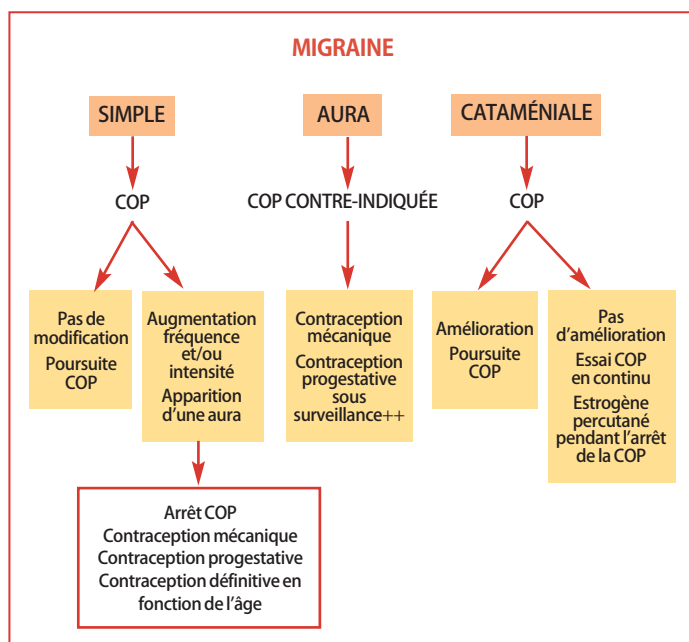 MIGRAINE
SIMPLE
AURA
CATAMÉNIALE
COP
COP CONTRE-INDIQUÉE
COP
Pas de
modification
Poursuite
COP
Augmentation
fréquence
et/ou
intensité
Apparition
d'une aura
Contraception
mécanique
Contraception
progestative
sous
surveillance++
Amélioration
Poursuite
COP
Pas
d'amélioration
Essai COP
en continu
Estrogène
percutané
pendant l'arrêt
de la COP
Arrêt COP
Contraception mécanique
Contraception progestative
Contraception définitive en
fonction de l'âge